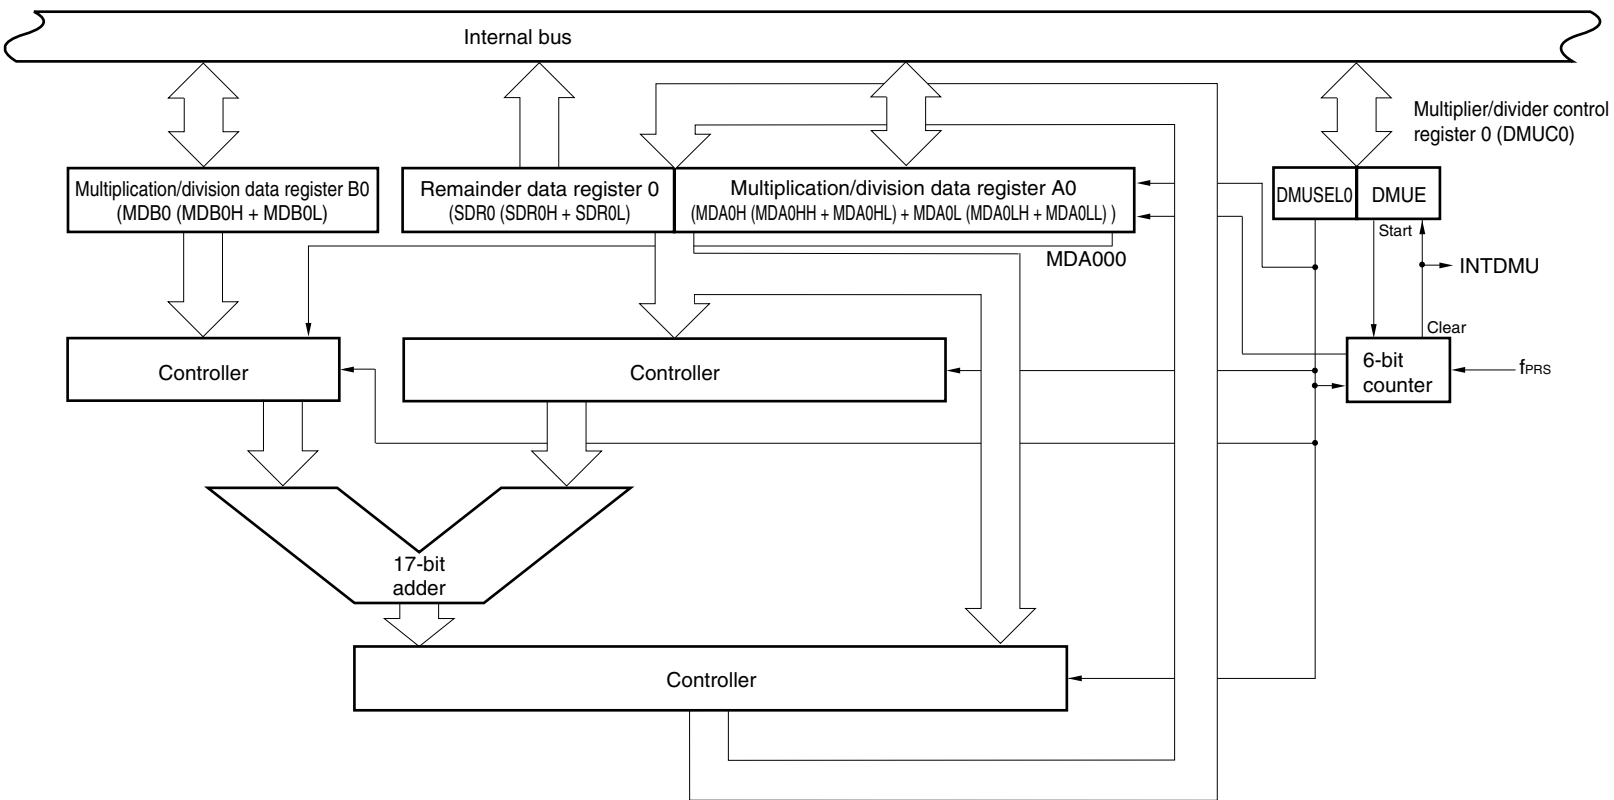 Internal bus
Multiplier/divider control
register 0 (DMUC0)
Multiplication/division data register B0
(MDB0 (MDB0H + MDB0L)
Remainder data register 0
(SDR0 (SDR0H + SDR0L)
Multiplication/division data register A0
(MDA0H (MDA0HH + MDA0HL) + MDA0L (MDA0LH + MDA0LL) )
DMUSEL0
DMUE
Start
MDA000
INTDMU
Clear
Controller
Controller
6-bit
counter
fPRS
17-bit
adder
Controller